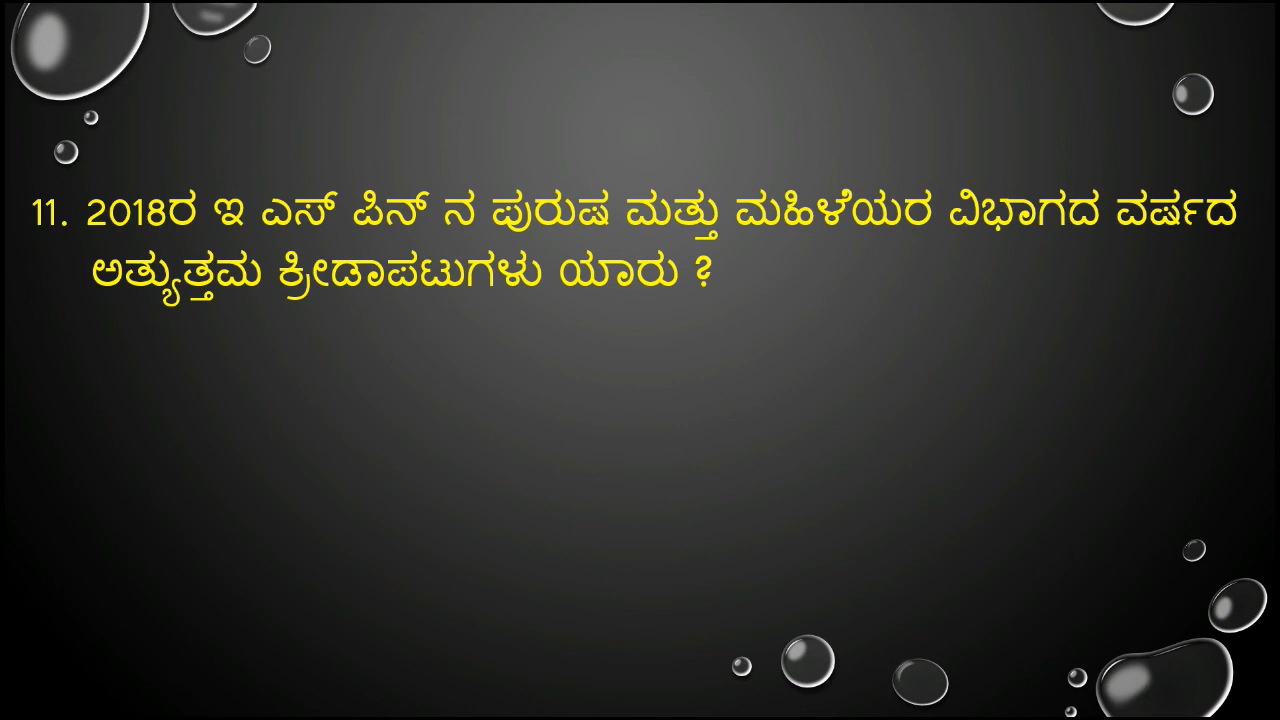 11. 2018ರ ಇ ಎಸ್ ಪಿನ್ ನ ಪುರುಷ ಮತ್ತು ಮಹಿಳೆಯರ ವಿಭಾಗದ ವರ್ಷದ
ಅತ್ಯುತ್ತಮ ಕ್ರೀಡಾಪಟುಗಳು ಯಾರು ?